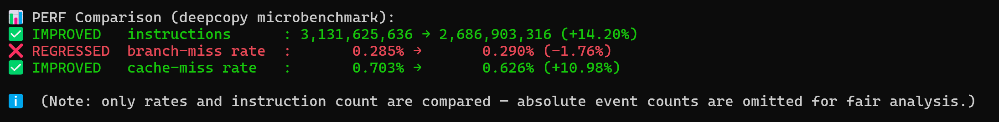 📊 PERF Comparison (deepcopy microbenchmark):
✅ IMPROVED   instructions      : 3,131,625,636 → 2,686,903,316 (+14.20%)
❌ REGRESSED  branch-miss rate  :       0.285% →       0.290% (-1.76%)
✅ IMPROVED   cache-miss rate   :       0.703% →       0.626% (+10.98%)
ℹ️  (Note: only rates and instruction count are compared — absolute event counts are omitted for fair analysis.)